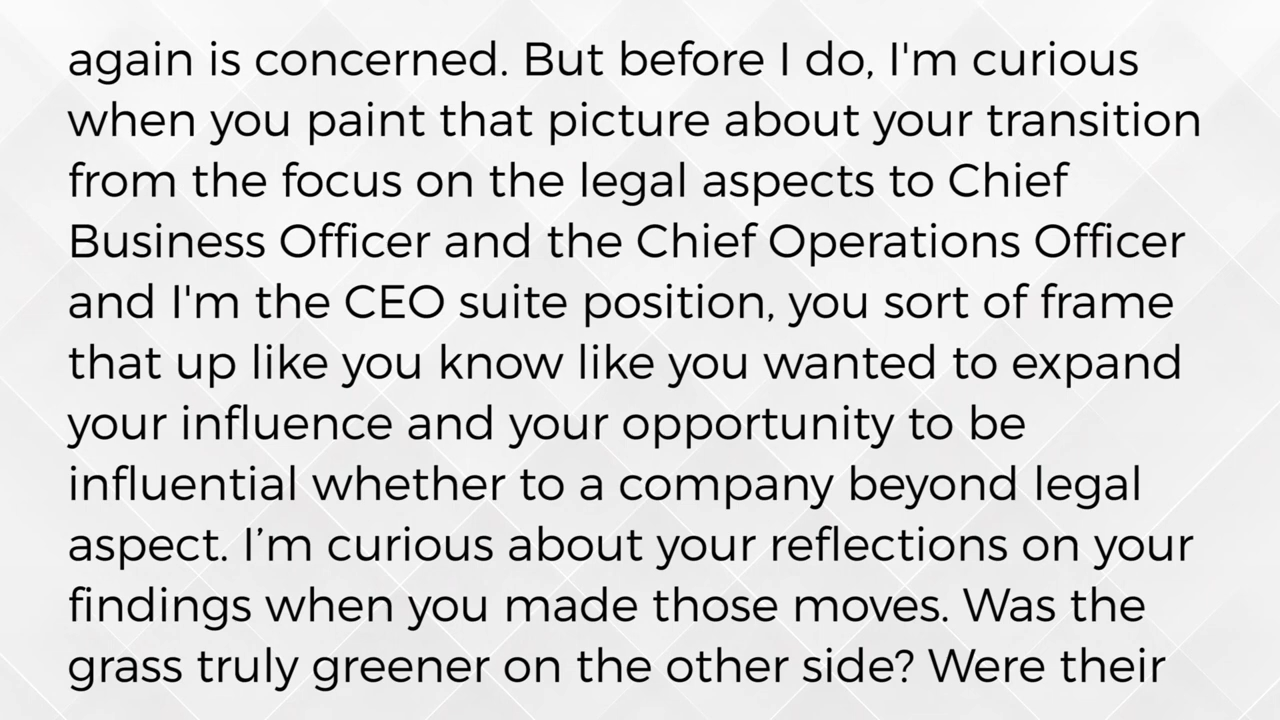 again is concerned. But before I do, I'm curious
when you paint that picture about your transition
from the focus on the legal aspects to Chief
Business Officer and the Chief Operations Officer
and I'm the CEO suite position, you sort of frame
that up like you know like you wanted to expand
your influence and your opportunity to be
influential whether to a company beyond legal
aspect. I’m curious about your reflections on your
findings when you made those moves. Was the
grass truly greener on the other side? Were their